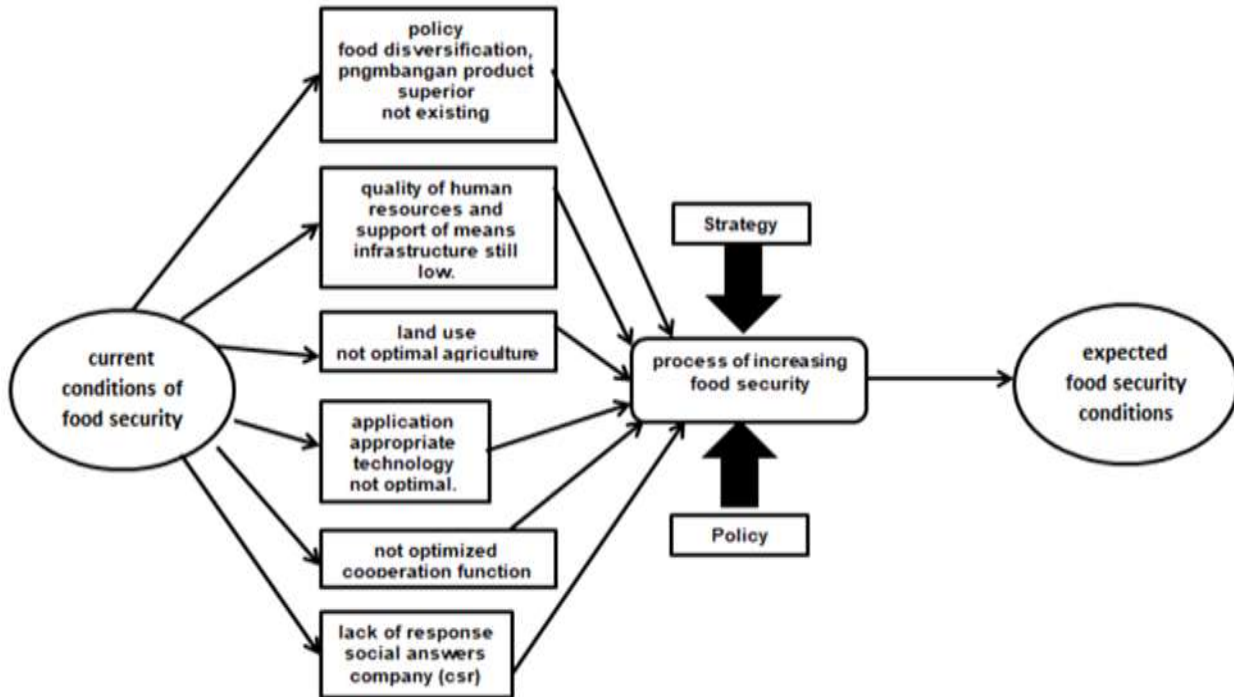 policy
food disversification,
pngmbangan product
superior
not existing
quality of human
resources and
support of means
infrastructure still
low.
Strategy
land use
not optimal agriculture
current
conditions of
food security
process of increasing
food security
expected
food security
conditions
application
appropriate
technology
not optimal.
Policy
not optimized
cooperation function
lack of response
social answers
company (csr)